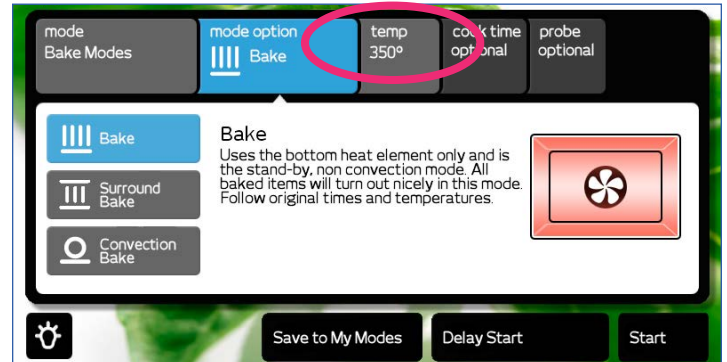 mode
Bake Modes
mode option
Bake
temp
350°
cook time
optional
probe
optional
Bake
Surround
Bake
Convection
Bake
Bake
Uses the bottom heat element only and is
the stand-by, non convection mode. All
baked items will turn out nicely in this mode.
Follow original times and temperatures.
Save to My Modes
Delay Start
Start